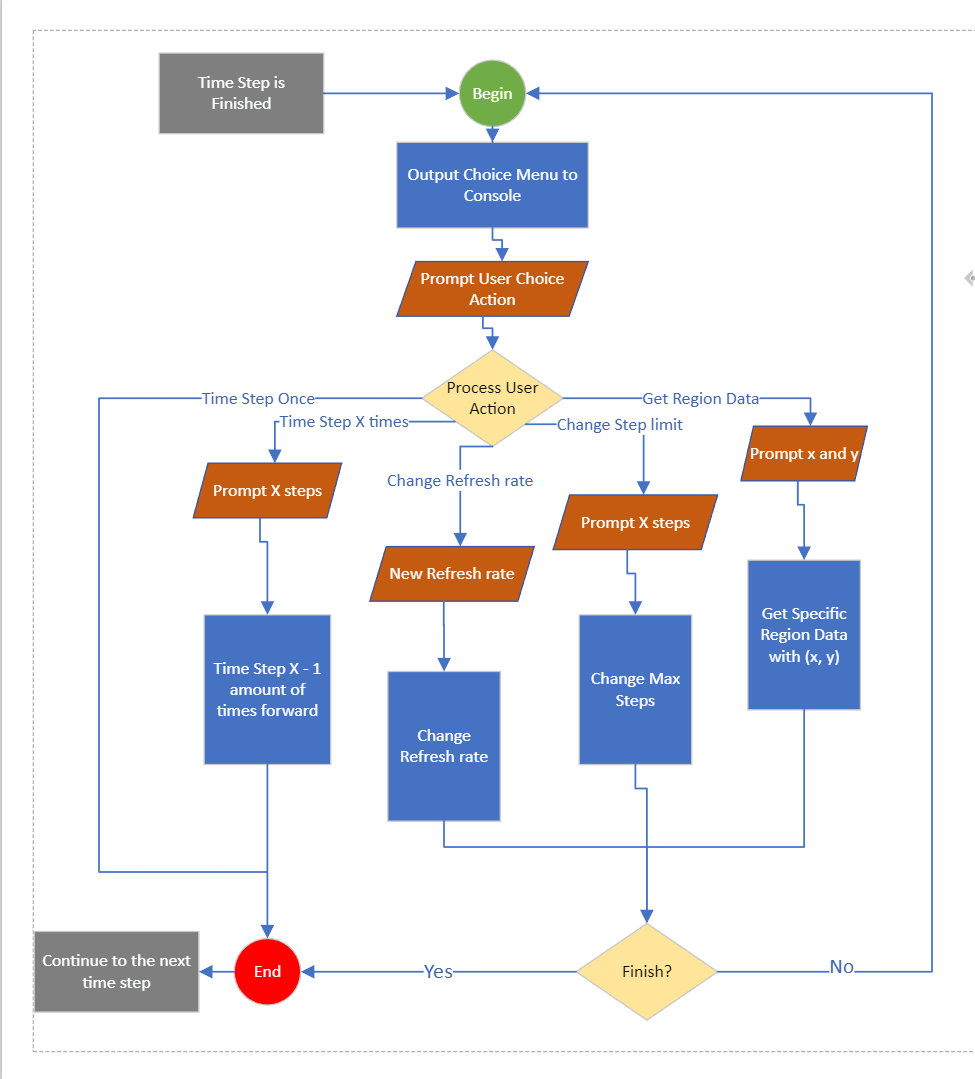 Time Step is
Finished
Begin
Output Choice Menu to
Console
Prompt User Choice
Action
Process User
Action
Time Step Once
Get Region Data
Time Step X times
Change Step limit
Prompt x and y
Change Refresh rate
Prompt X steps
Prompt X steps
New Refresh rate
Get Specific
Region Data
with (x, y)
Time Step X - 1
amount of
times forward
Change Max
Steps
Change
Refresh rate
Continue to the next
time step
End
Yes
Finish?
No